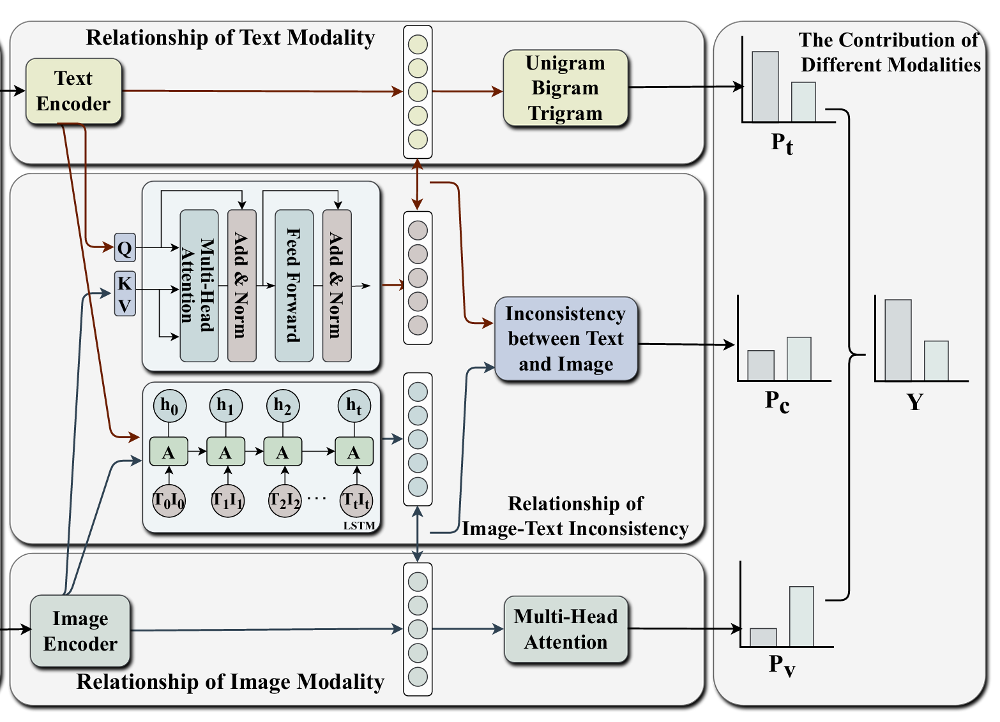 Relationship of Text Modality
Text
Encoder
Unigram
Bigram
Trigram
The Contribution of
Different Modalities
Pt
Q
K
V
Multi-Head
Attention
Add & Norm
Feed Forward
Add & Norm
Inconsistency
between Text
and Image
Pc
Y
h0
h1
h2
ht
A
A
A
A
T0I0
T1I1
T2I2
...
TtIt
LSTM
Relationship of
Image-Text Inconsistency
Image
Encoder
Multi-Head
Attention
Pv
Relationship of Image Modality